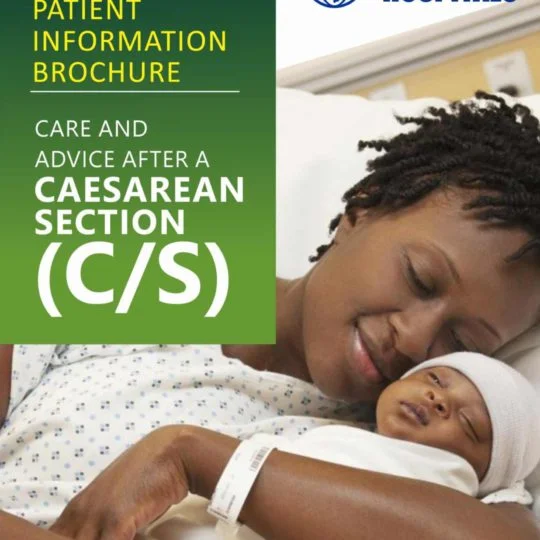 PATIENT
INFORMATION
BROCHURE
CARE AND
ADVICE AFTER A
CAESAREAN
SECTION
(C/S)